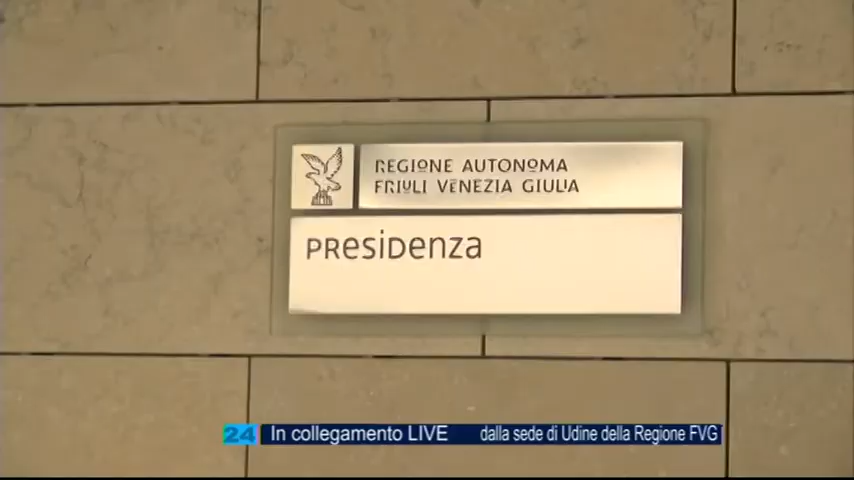 REGIONE AUTONOMA
FRIULI VENEZIA GIULIA
PRESIDENZA
24 In collegamento LIVE dalla sede di Udine della Regione FVG